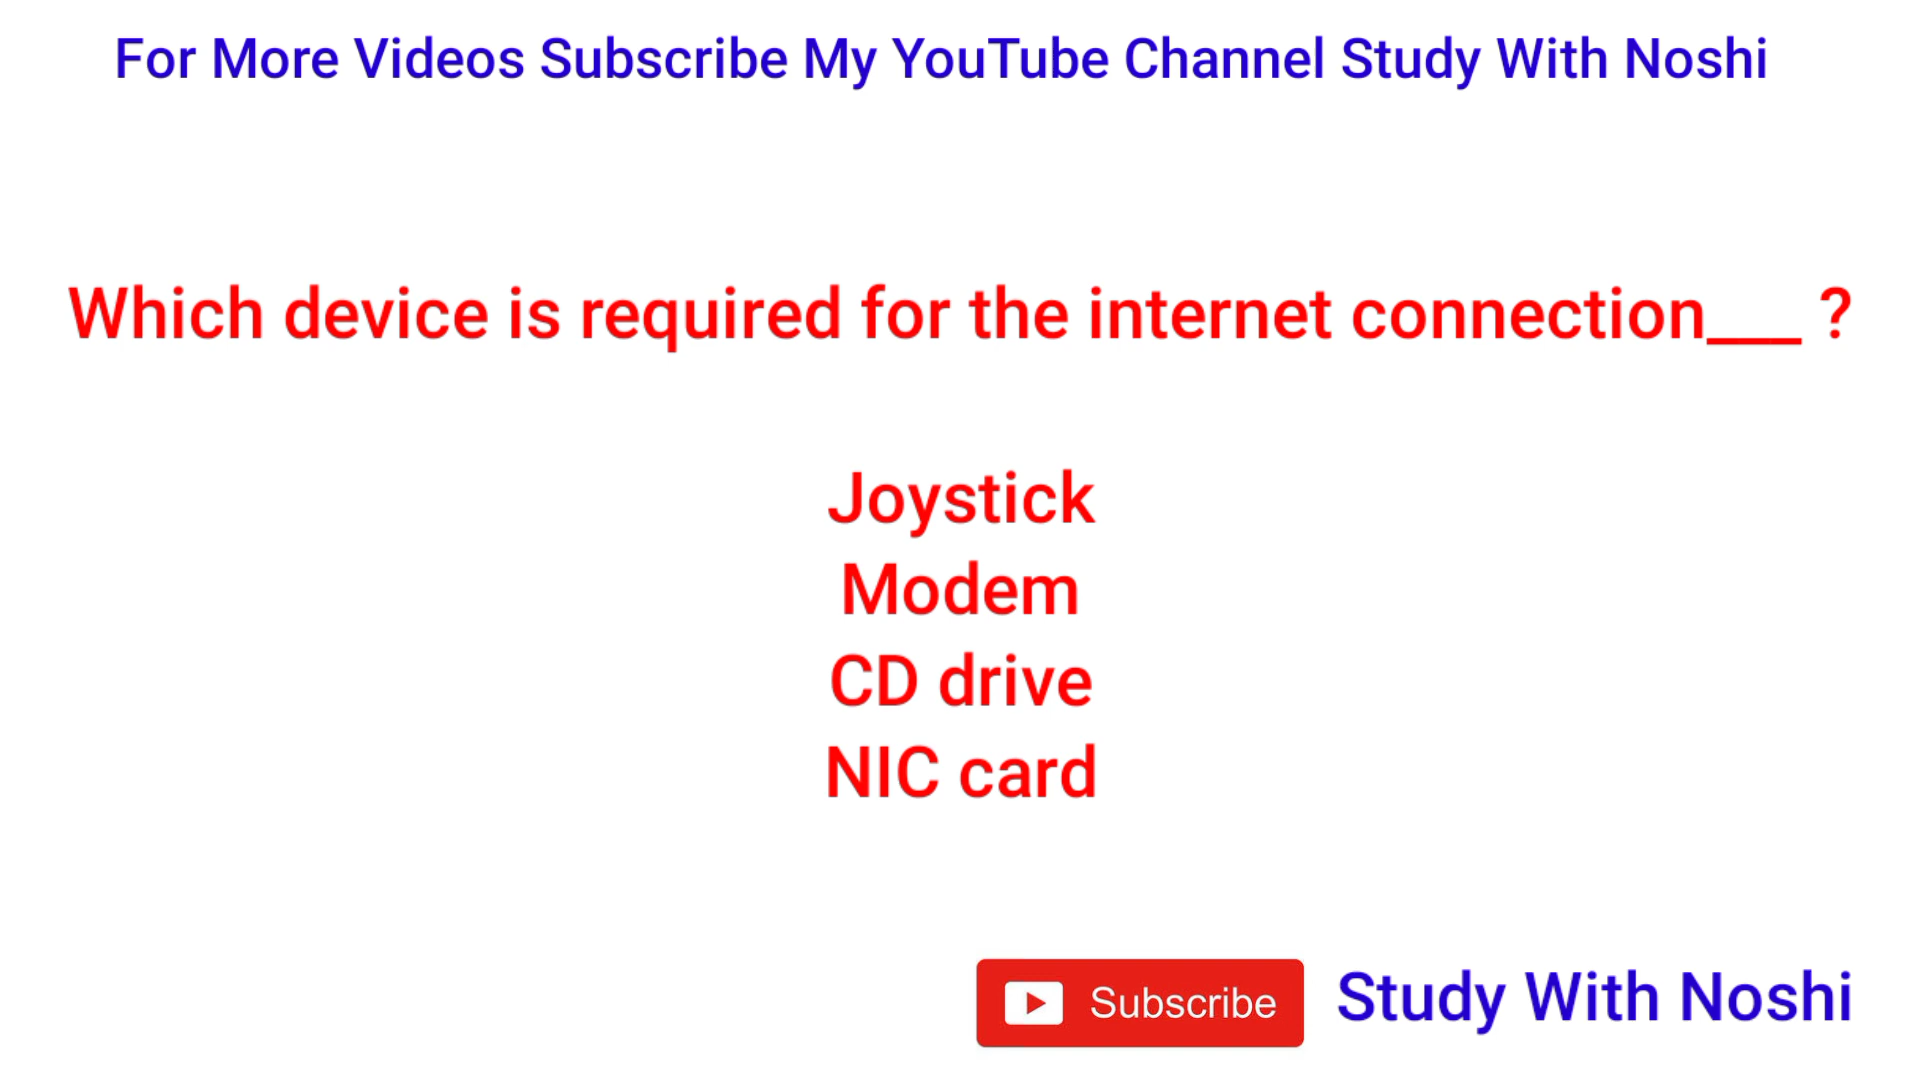 For More Videos Subscribe My YouTube Channel Study With Noshi
Which device is required for the internet connection___ ?
Joystick
Modem
CD drive
NIC card
Subscribe
Study With Noshi